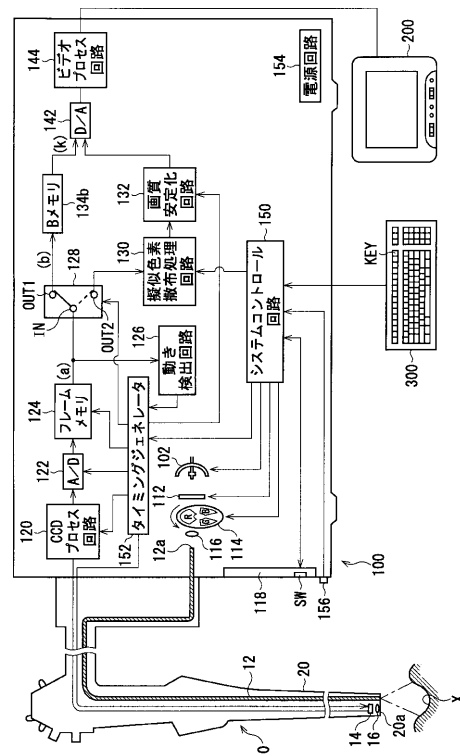 144
ビデオ
プロセス
回路
142
D/A
(k)
134b
Bメモリ
132
画質
安定化
回路
130
擬似色素
撒布処理
回路
(b)
128
OUT1
IN
OUT2
(a)
126
動き
検出回路
124
フレーム
メモリ
122
A/D
120
CCD
プロセス
回路
タイミングジェネレータ
152
150
システムコントロール
回路
154
電源回路
200
KEY
300
102
112
114
116
R
G
B
12a
118
SW
156
100
12
20
14
16
20a
0
X